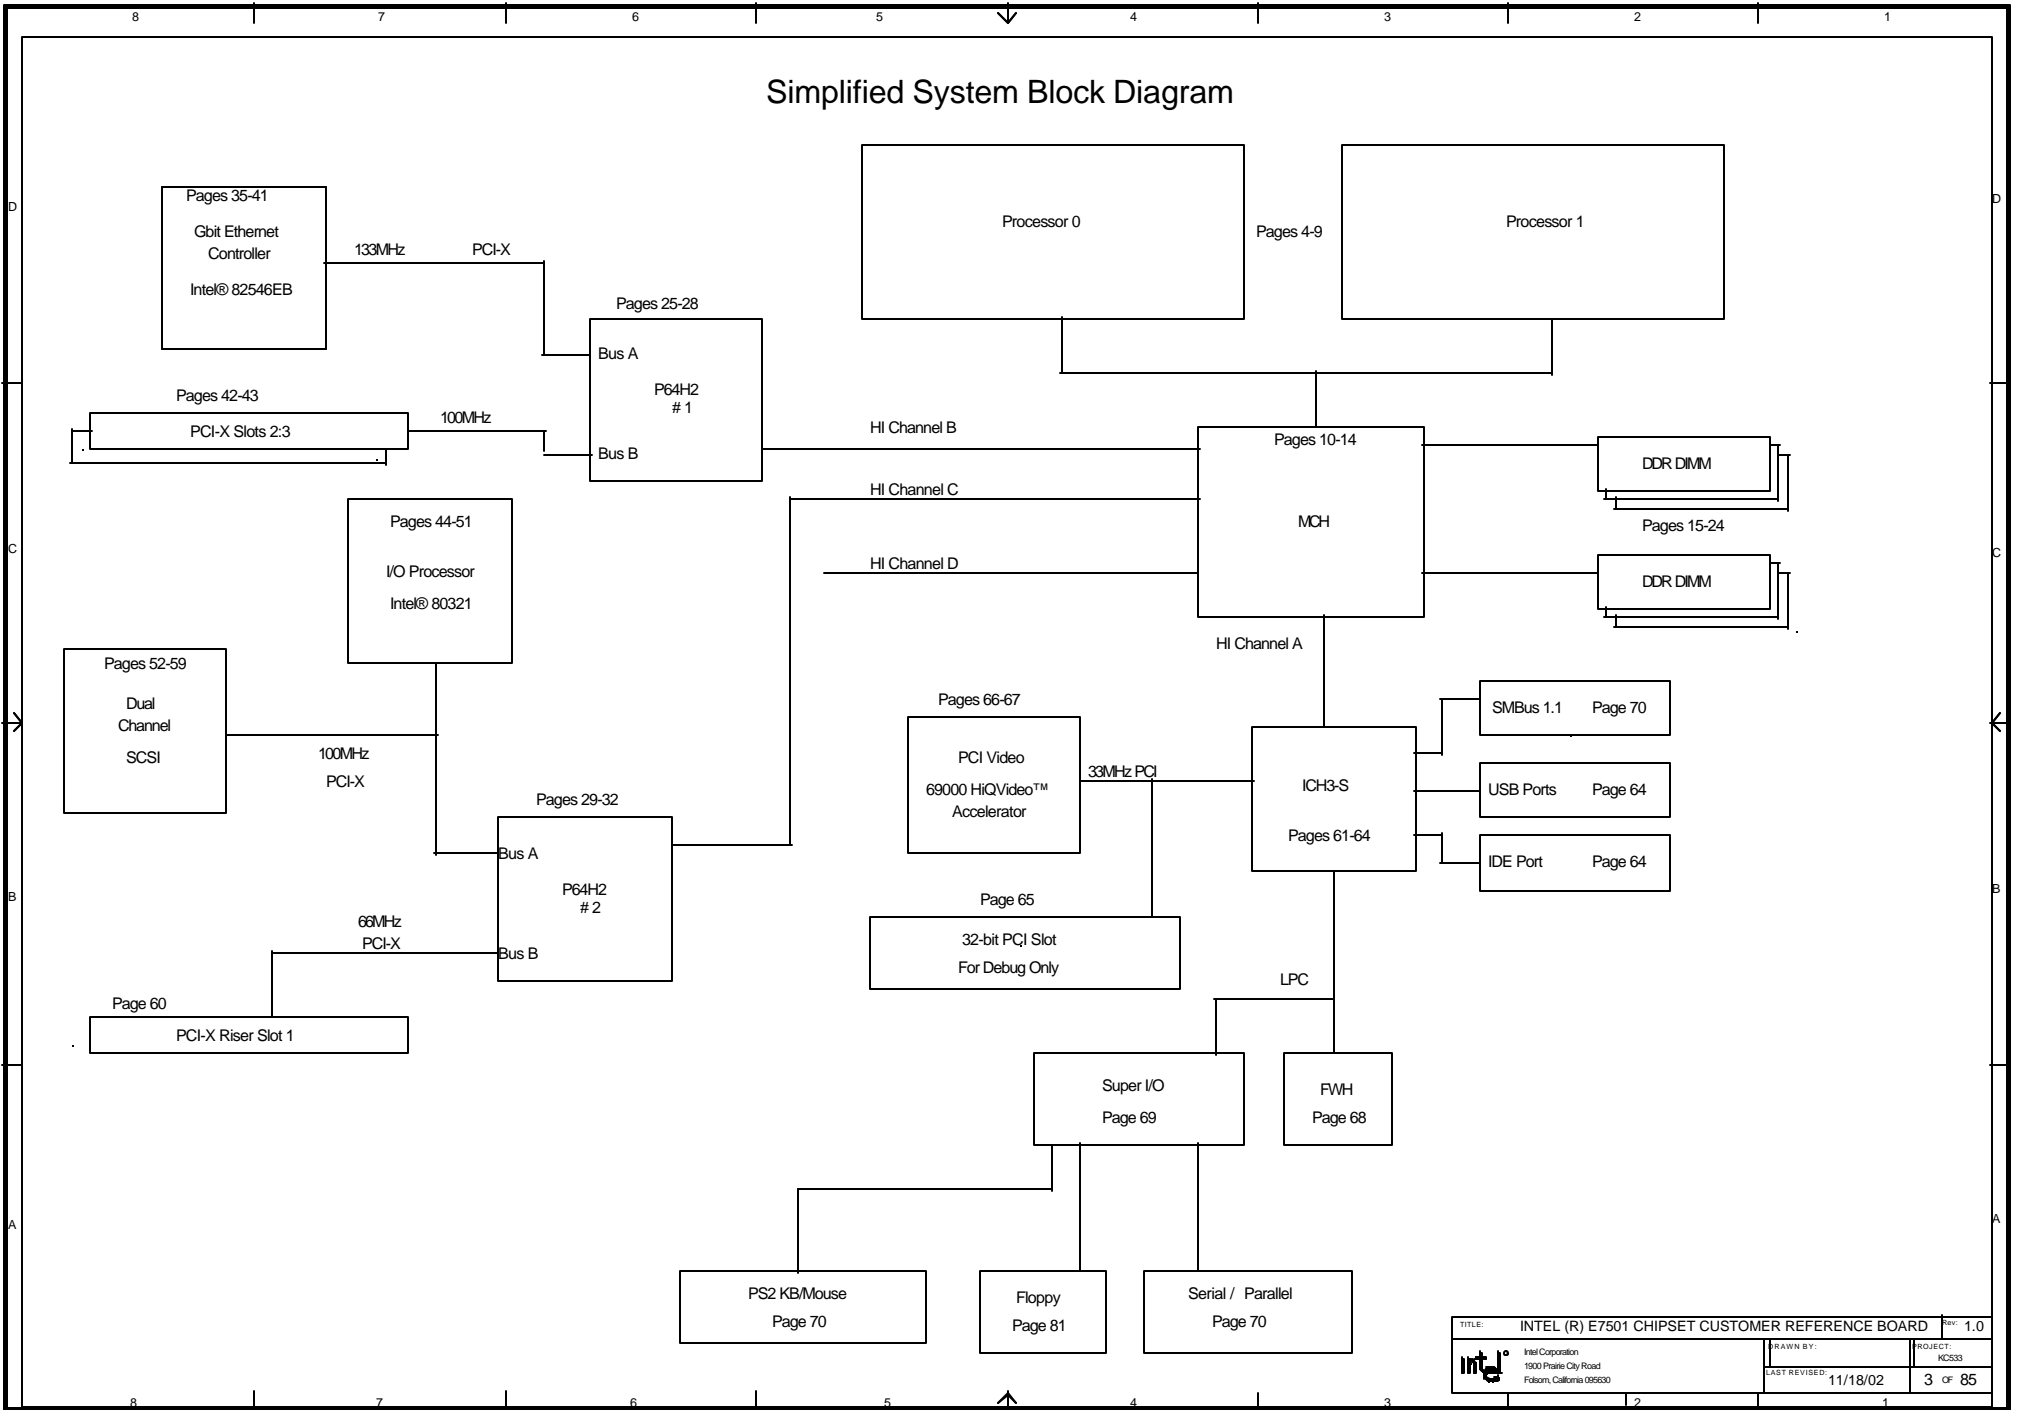 8 7 6 5 4 3 2 1
Simplified System Block Diagram
D
D
Pages 35-41
Gbit Ethernet
Controller
Intel® 82546EB
133MHz
PCI-X
Processor 0
Pages 4-9
Processor 1
Pages 25-28
Bus A
P64H2
# 1
Bus B
Pages 42-43
PCI-X Slots 2:3
100MHz
HI Channel B
HI Channel C
HI Channel D
Pages 10-14
MCH
DDR DIMM
Pages 15-24
DDR DIMM
C
C
Pages 44-51
I/O Processor
Intel® 80321
HI Channel A
Pages 52-59
Dual
Channel
SCSI
100MHz
PCI-X
Pages 66-67
PCI Video
69000 HiQVideo™
Accelerator
33MHz PCI
ICH3-S
Pages 61-64
SMBus 1.1 Page 70
USB Ports Page 64
IDE Port Page 64
Pages 29-32
Bus A
P64H2
# 2
Bus B
B
B
66MHz
PCI-X
Page 65
32-bit PCI Slot
For Debug Only
LPC
Page 60
PCI-X Riser Slot 1
Super I/O
Page 69
FWH
Page 68
A
A
PS2 KB/Mouse
Page 70
Floppy
Page 81
Serial / Parallel
Page 70
TITLE: INTEL (R) E7501 CHIPSET CUSTOMER REFERENCE BOARD Rev: 1.0
intel
Intel Corporation
1900 Prairie City Road
Folsom, California 095630
DRAWN BY:
PROJECT:
KC533
LAST REVISED: 11/18/02
3 OF 85
8 7 6 5 4 3 2 1